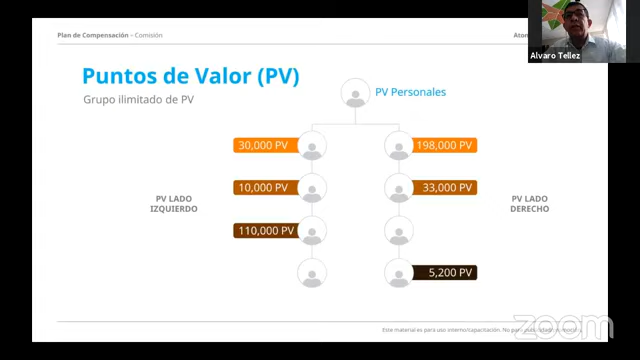 Plan de Compensación – Comisión
Alvaro Tellez
Puntos de Valor (PV)
Grupo ilimitado de PV
PV Personales
30,000 PV
198,000 PV
10,000 PV
33,000 PV
PV LADO
IZQUIERDO
PV LADO
DERECHO
110,000 PV
5,200 PV
Este material es para uso interno/capacitación. No para
zoom